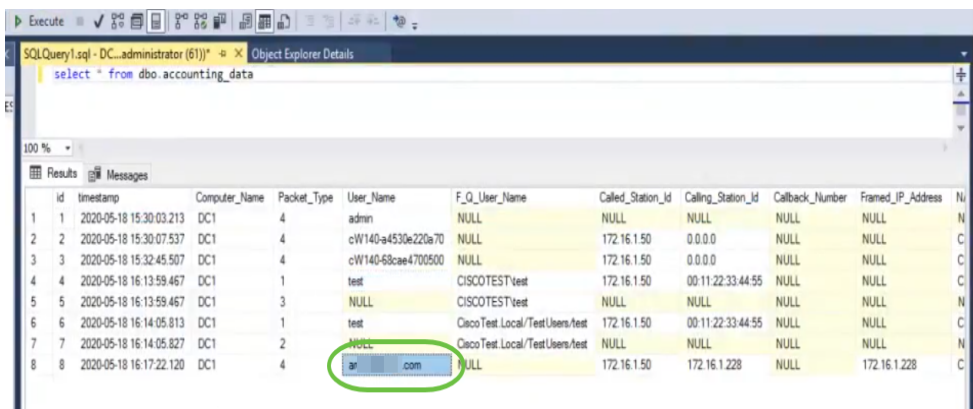 Execute
SQLQuery1.sql - DC...administrator (61))* Object Explorer Details
select * from dbo.accounting_data
100 %
Results Messages
id timestamp Computer_Name Packet_Type User_Name F_Q_User_Name Called_Station_Id Calling_Station_Id Callback_Number Framed_IP_Address
1 1 2020-05-18 15:30:03.213 DC1 4 admin NULL NULL NULL NULL NULL N
2 2 2020-05-18 15:30:07.537 DC1 4 cW140-a4530e220a70 NULL 172.16.1.50 0.0.0.0 NULL NULL C
3 3 2020-05-18 15:32:45.507 DC1 4 cW140-68cae4700500 NULL 172.16.1.50 0.0.0.0 NULL NULL C
4 4 2020-05-18 16:13:59.467 DC1 1 test CISCOTEST\test 172.16.1.50 00:11:22:33:44:55 NULL NULL C
5 5 2020-05-18 16:13:59.467 DC1 3 NULL CISCOTEST\test NULL NULL NULL NULL N
6 6 2020-05-18 16:14:05.813 DC1 1 test CiscoTest.Local/TestUsers/test 172.16.1.50 00:11:22:33:44:55 NULL NULL C
7 7 2020-05-18 16:14:05.827 DC1 2 NULL CiscoTest.Local/TestUsers/test NULL NULL NULL NULL N
8 8 2020-05-18 16:17:22.120 DC1 4 .com NULL 172.16.1.50 172.16.1.228 NULL 172.16.1.228 C